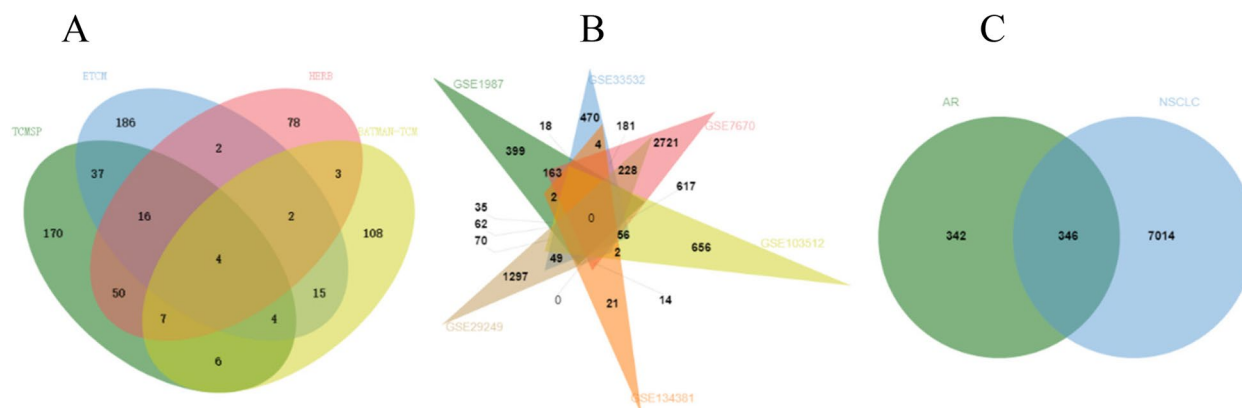 A
B
C
ETCM
HERB
TCMSP
BATMAN-TCM
186
78
37
2
3
170
16
2
108
4
50
15
7
4
6
GSE1987
GSE33532
GSE7670
470
181
18
4
2721
399
163
228
2
617
35
0
62
56
70
656
GSE103512
49
2
1297
0
14
21
GSE29249
GSE134381
AR
NSCLC
342
346
7014